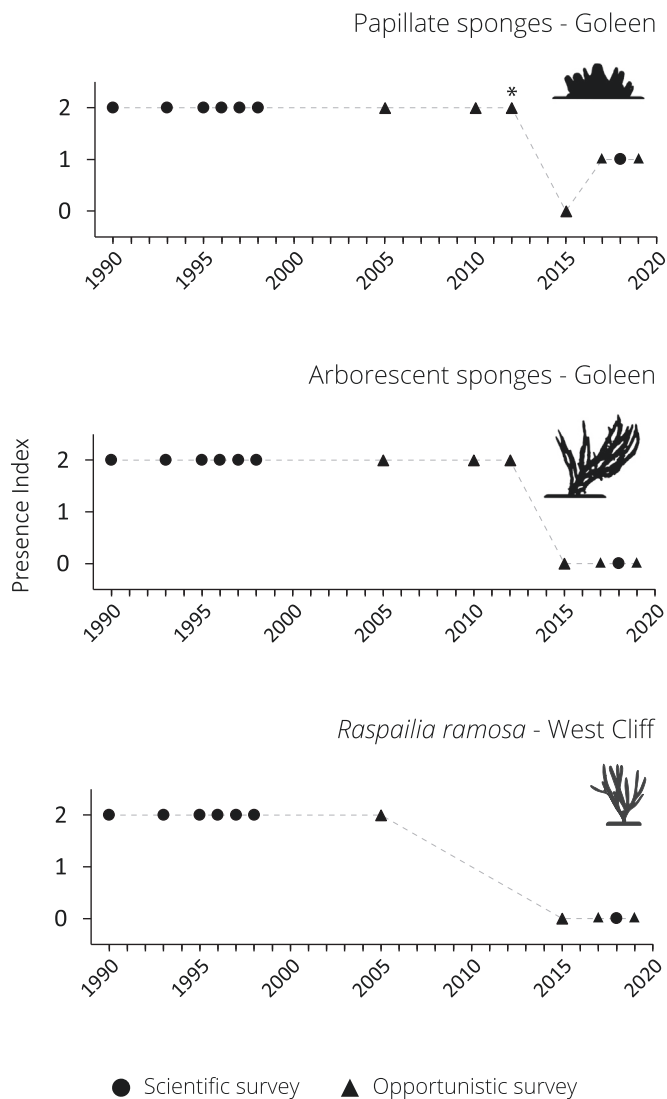 Papillate sponges - Goleen
*
2
1
0
1990 1995 2000 2005 2010 2015 2020
Arborescent sponges - Goleen
Presence Index
2
1
0
1990 1995 2000 2005 2010 2015 2020
Raspailia ramosa - West Cliff
2
1
0
1990 1995 2000 2005 2010 2015 2020
Scientific survey Opportunistic survey